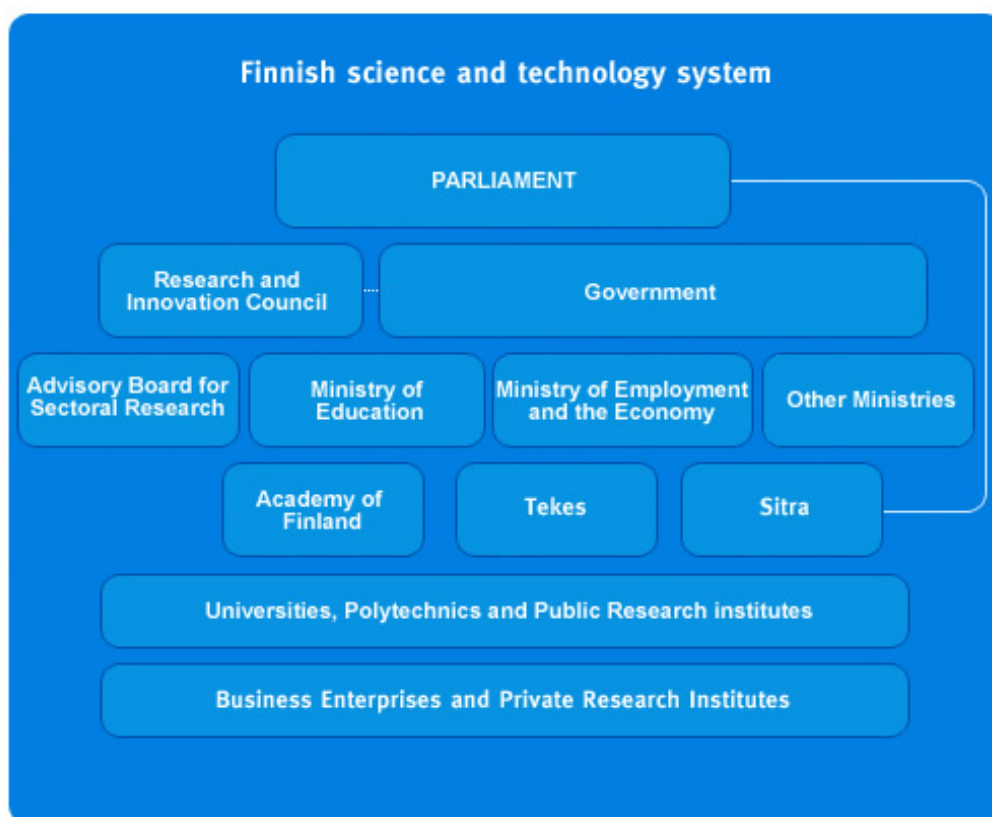 Finnish science and technology system
PARLIAMENT
Research and
Innovation Council
Government
Advisory Board for
Sectoral Research
Ministry of
Education
Ministry of Employment
and the Economy
Other Ministries
Academy of
Finland
Tekes
Sitra
Universities, Polytechnics and Public Research institutes
Business Enterprises and Private Research Institutes